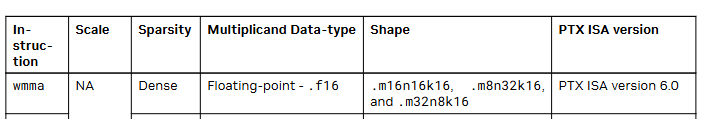 In- Scale Sparsity Multiplicand Data-type Shape PTX ISA version
struc-
tion
wmma NA Dense Floating-point - .f16 .m16n16k16, .m8n32k16, PTX ISA version 6.0
and .m32n8k16